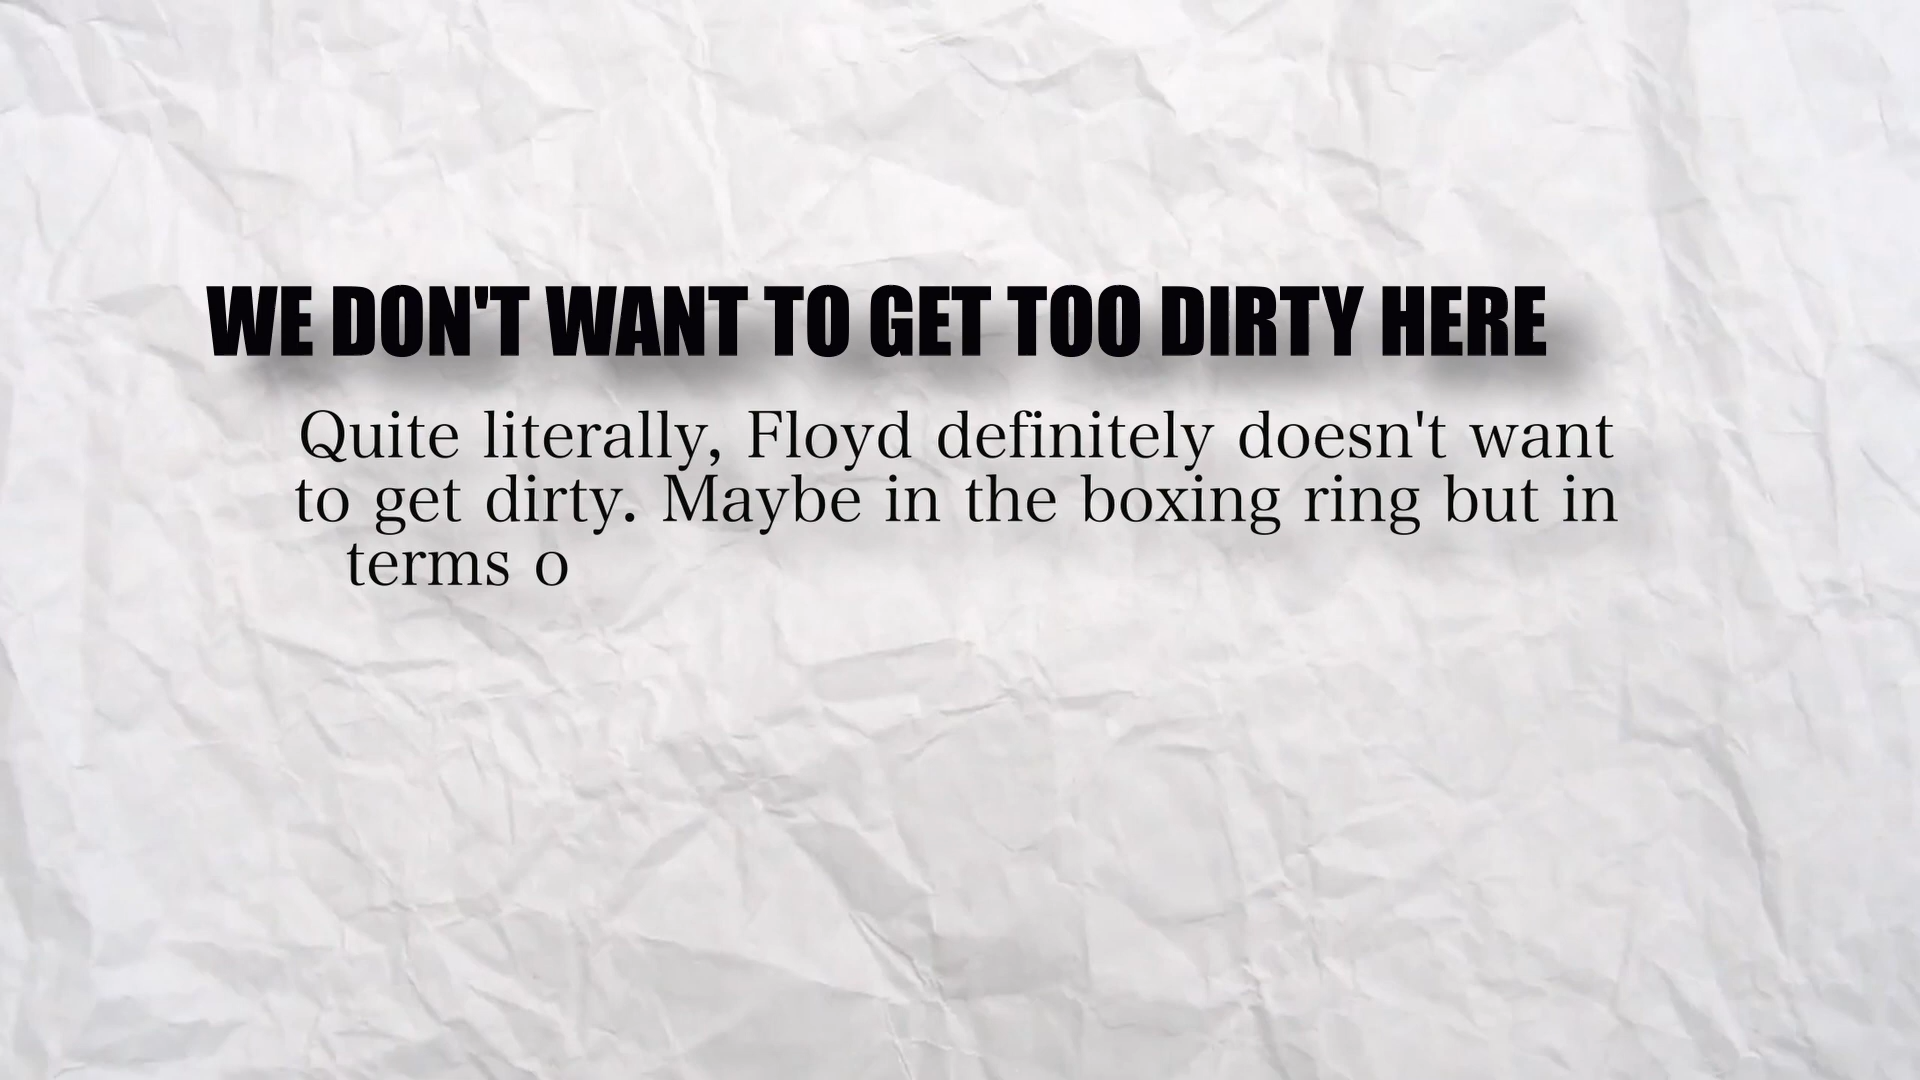 WE DON'T WANT TO GET TOO DIRTY HERE
Quite literally, Floyd definitely doesn't want
to get dirty. Maybe in the boxing ring but in
terms o